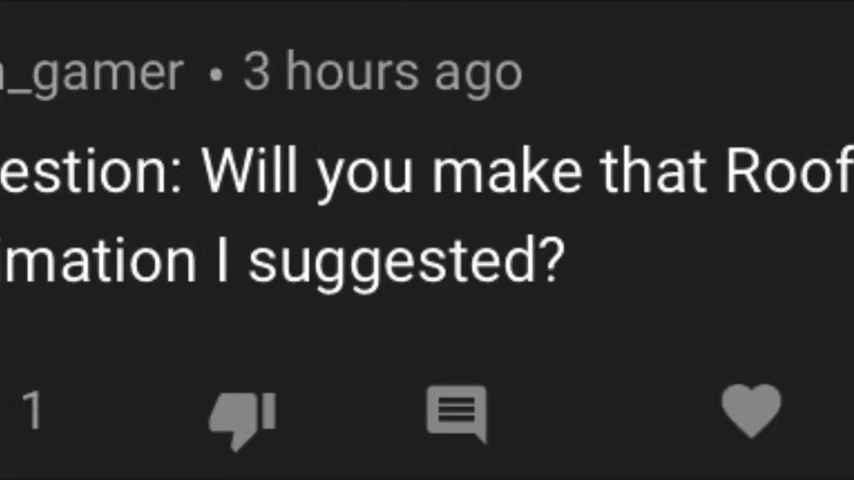 _gamer • 3 hours ago
estion: Will you make that Roof
imation I suggested?
1